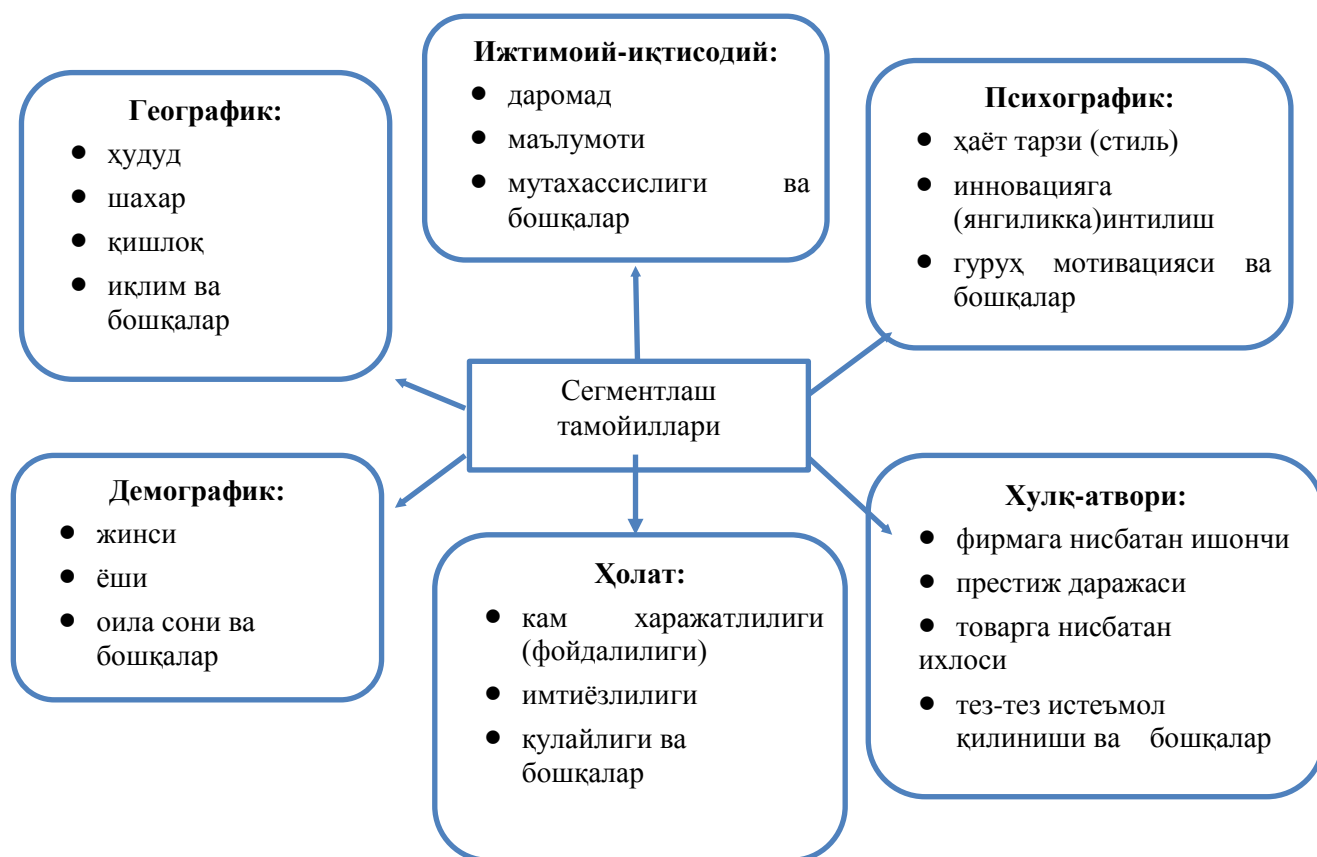 Ижтимоий-иқтисодий:
● даромад
● маълумоти
● мутахассислиги ва
бошқалар
Географик:
● ҳудуд
● шахар
● қишлоқ
● иқлим ва
бошқалар
Психографик:
● ҳаёт тарзи (стиль)
● инновацияга
(янгиликка)интилиш
● гуруҳ мотивацияси ва
бошқалар
Сегментлаш
тамойиллари
Демографик:
● жинси
● ёши
● оила сони ва
бошқалар
Ҳолат:
● кам харажатлилиги
(фойдалилиги)
● имтиёзлилиги
● қулайлиги ва
бошқалар
Хулқ-атвори:
● фирмага нисбатан ишончи
● престиж даражаси
● товарга нисбатан
ихлоси
● тез-тез истеъмол
қилиниши ва бошқалар